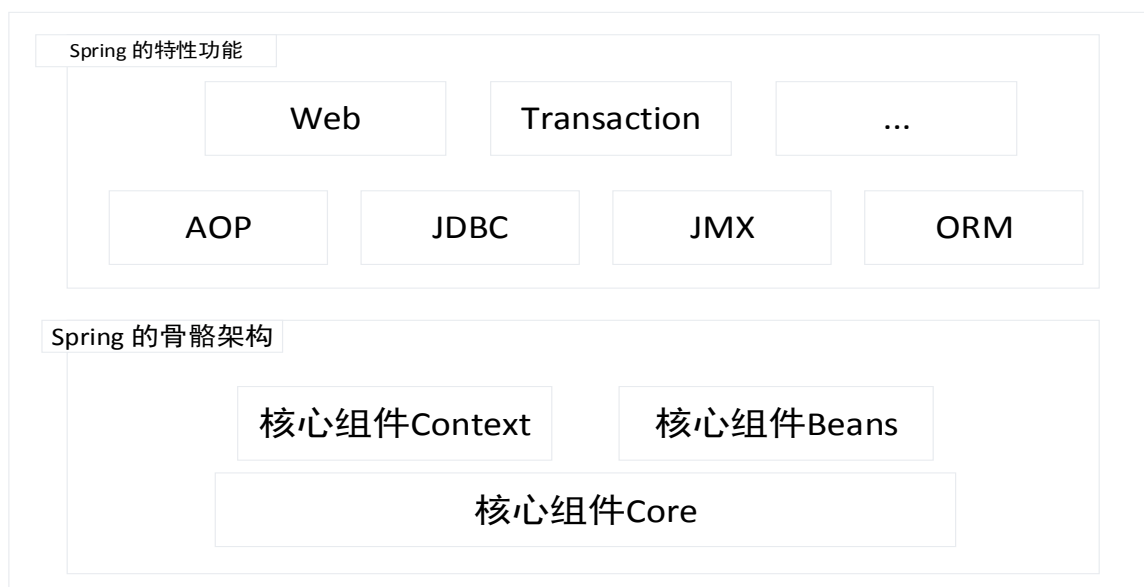 Spring 的特性功能
Web
Transaction
...
AOP
JDBC
JMX
ORM
Spring 的骨骼架构
核心组件Context
核心组件Beans
核心组件Core